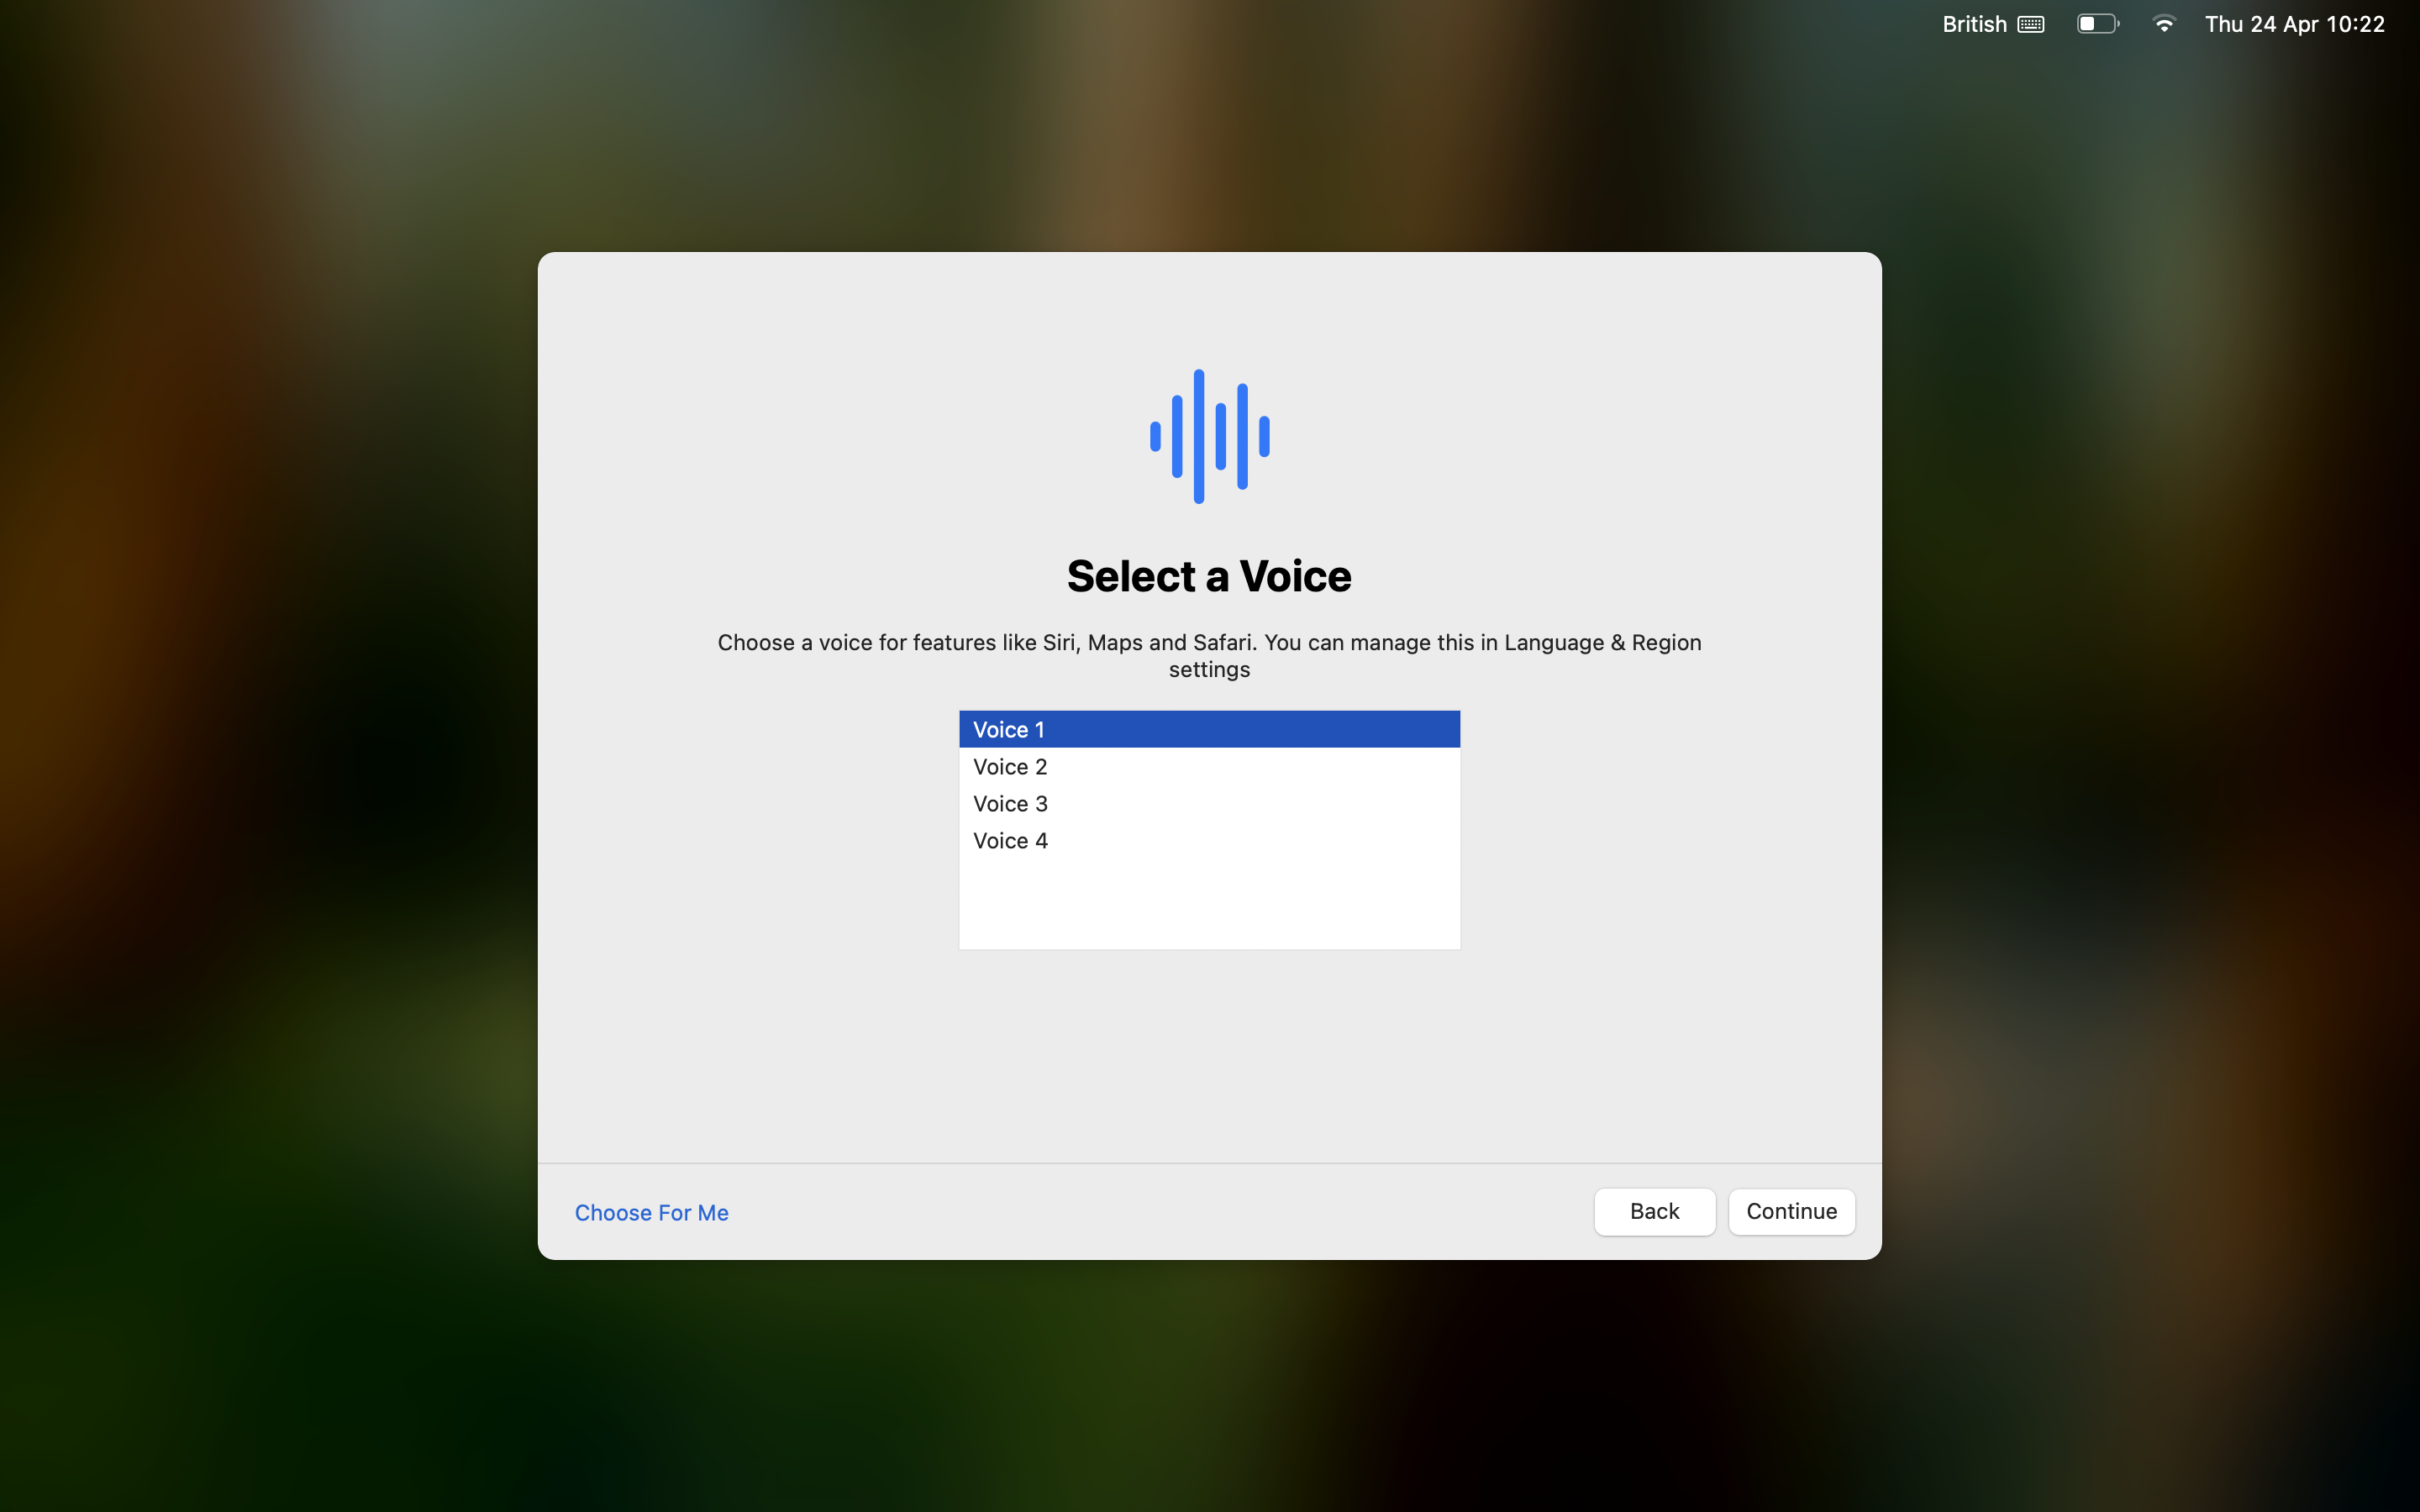 British
Thu 24 Apr 10:22
Select a Voice
Choose a voice for features like Siri, Maps and Safari. You can manage this in Language & Region
settings
Voice 1
Voice 2
Voice 3
Voice 4
Choose For Me
Back
Continue